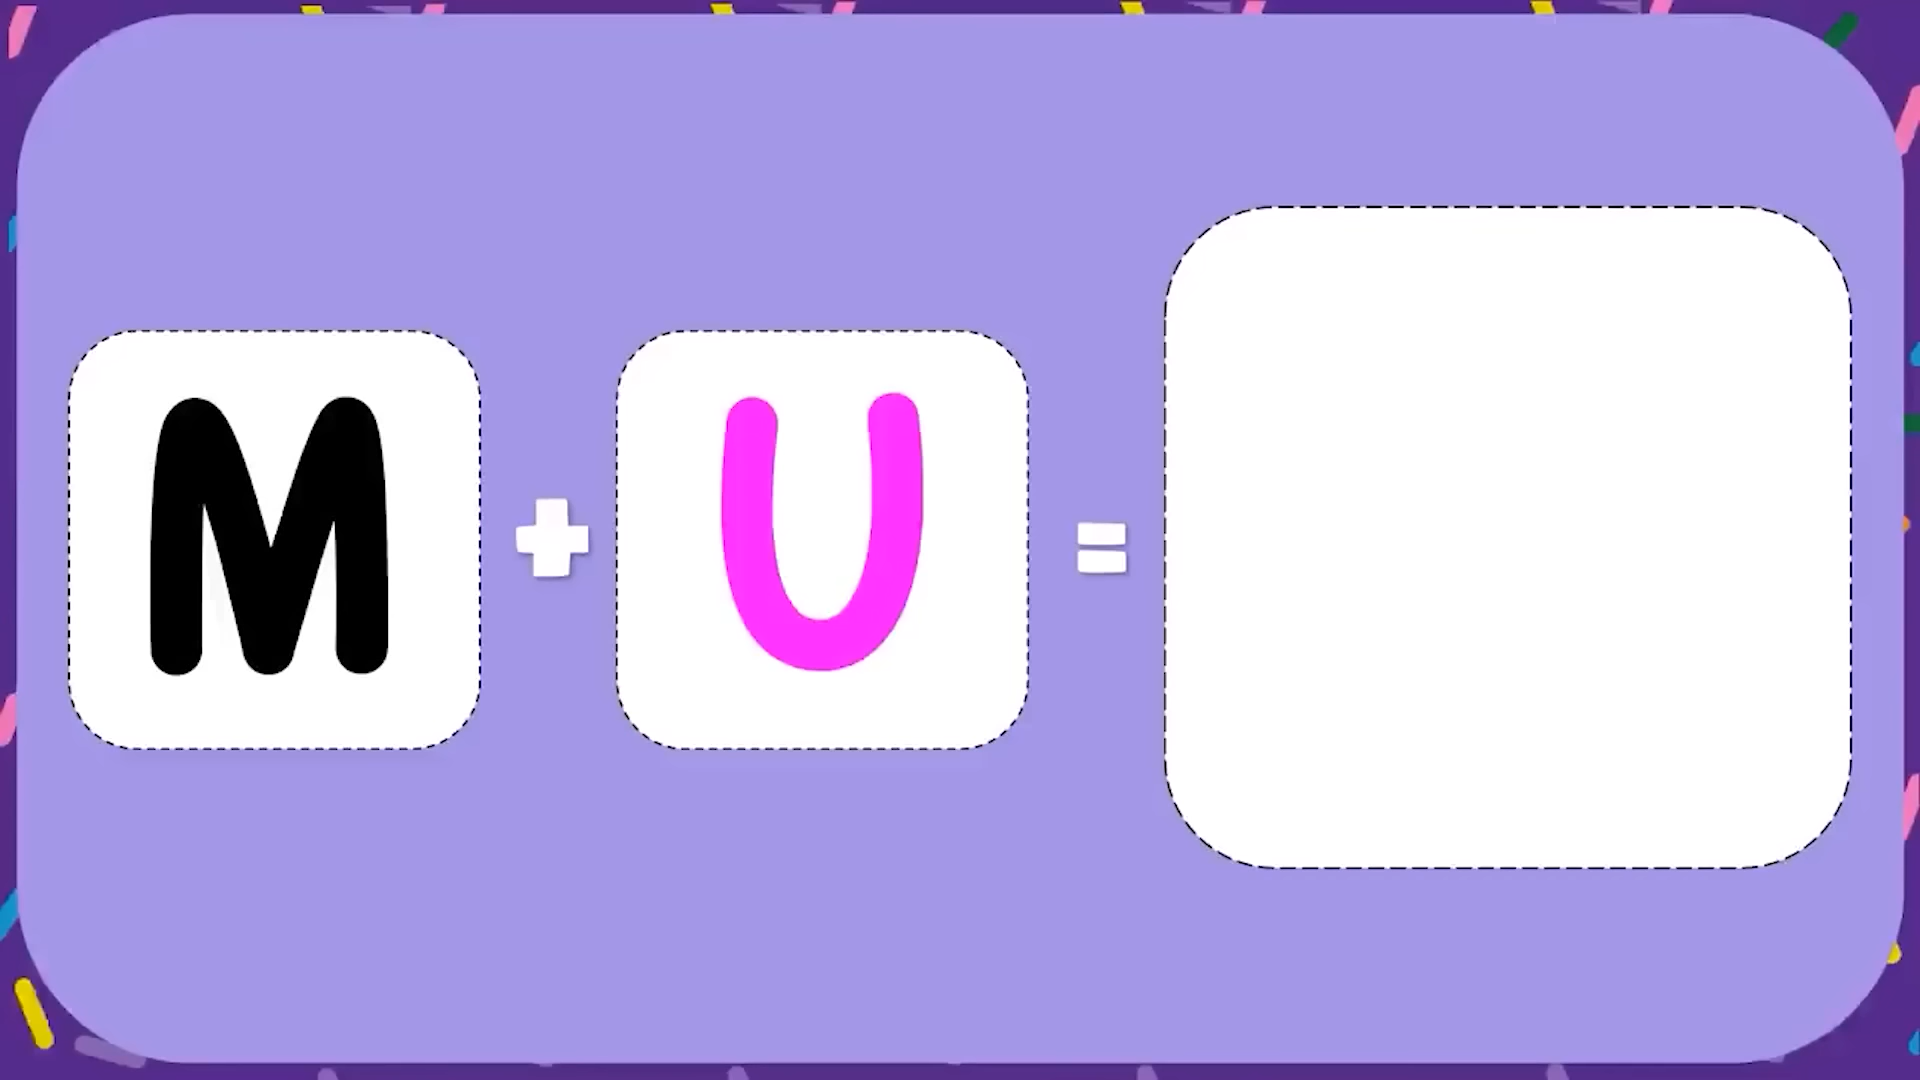 M + U =